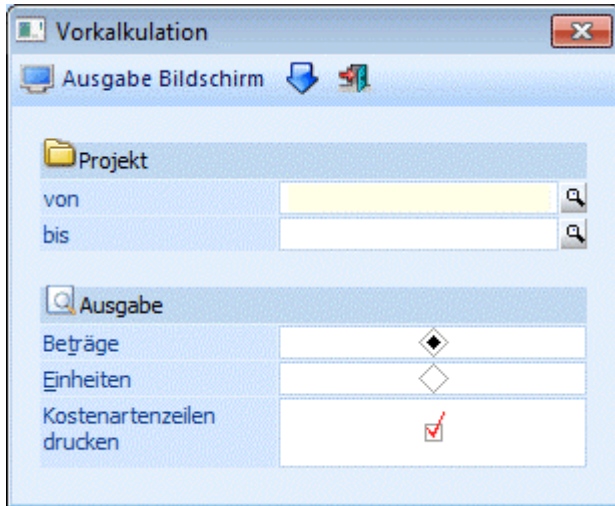 Vorkalkulation
Ausgabe Bildschirm
Projekt
von
bis
Ausgabe
Beträge
Einheiten
Kostenartenzeilen
drucken